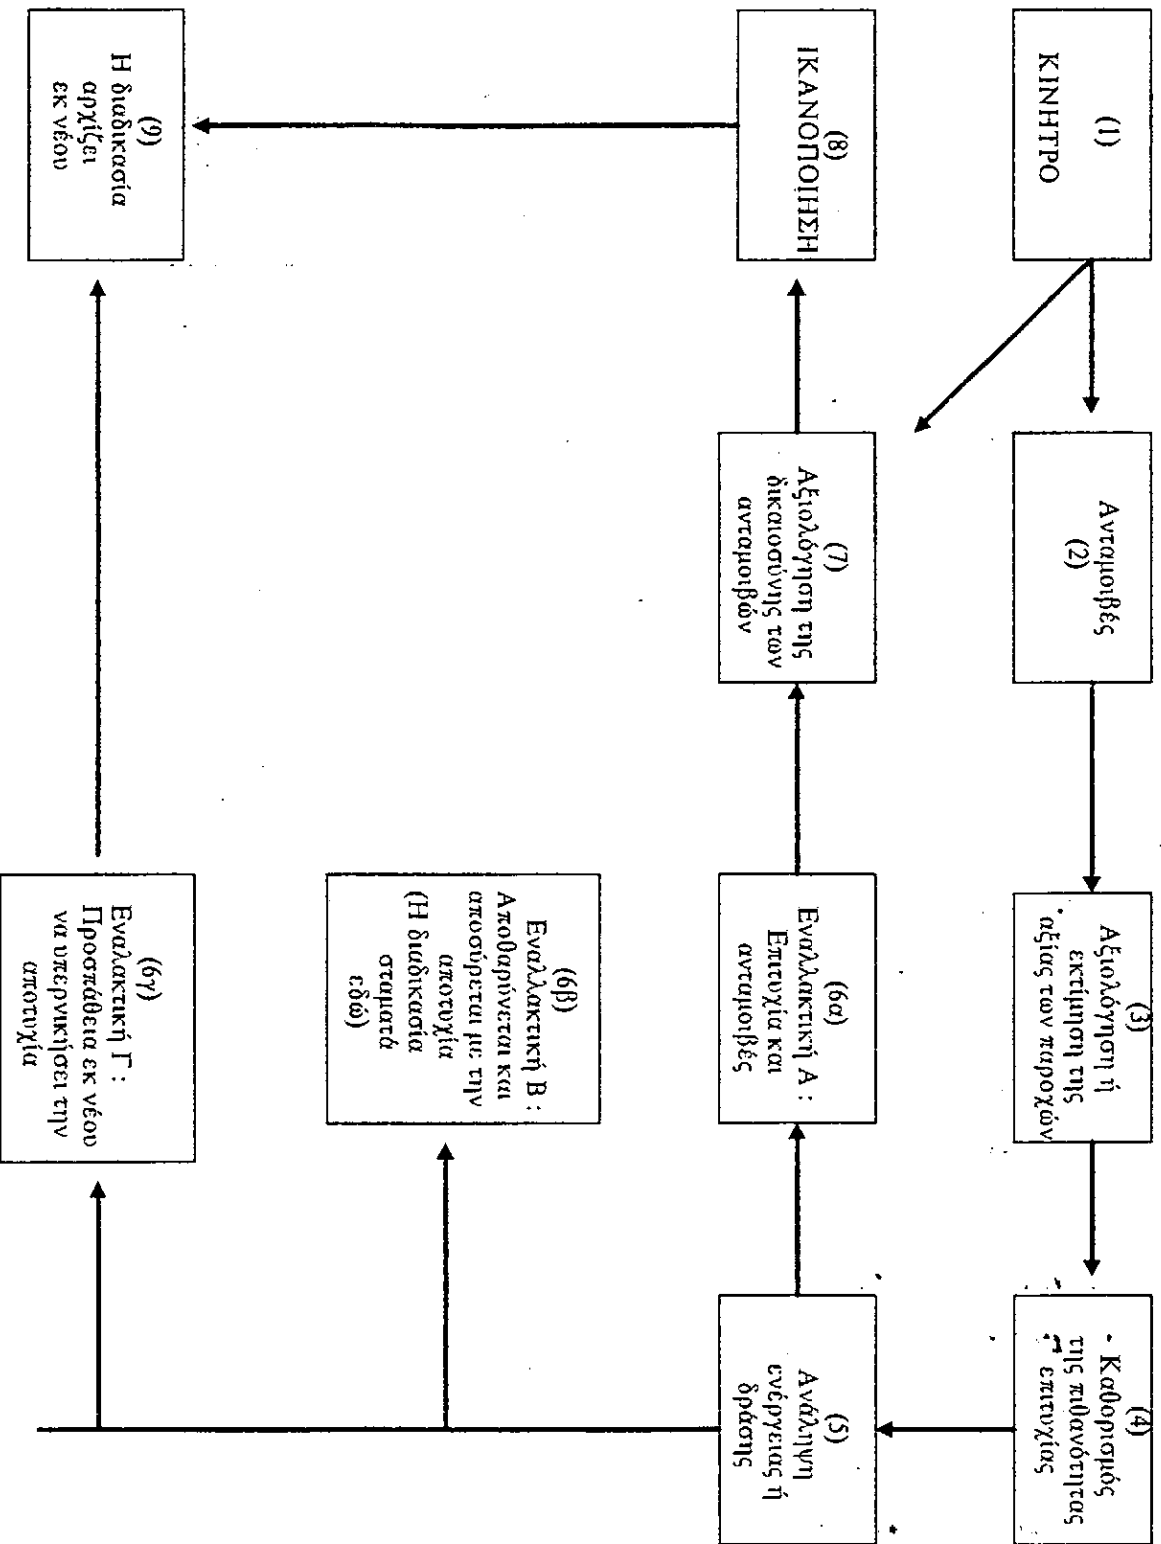 (1)
ΚΙΝΗΤΡΟ
Ανταμοιβές
(2)
(3)
Αξιολόγηση ή
εκτίμηση της
αξίας των παροχών
(4)
Καθορισμός
της πιθανότητας
επιτυχίας
(8)
ΙΚΑΝΟΠΟΙΗΣΗ
(7)
Αξιολόγηση της
δικαιοσύνης των
ανταμοιβών
(6α)
Εναλλακτική Α :
Επιτυχία και
ανταμοιβές
(5)
Ανάληψη
ενέργειας ή
δράσης
(6β)
Εναλλακτική Β :
Αποθαρύνεται και
αποσύρεται με την
αποτυχία
(Η διαδικασία
σταματά
εδώ)
(9)
Η διαδικασία
αρχίζει
εκ νέου
(6γ)
Εναλακτική Γ :
Προσπάθεια εκ νέου
να υπερνικήσει την
αποτυχία